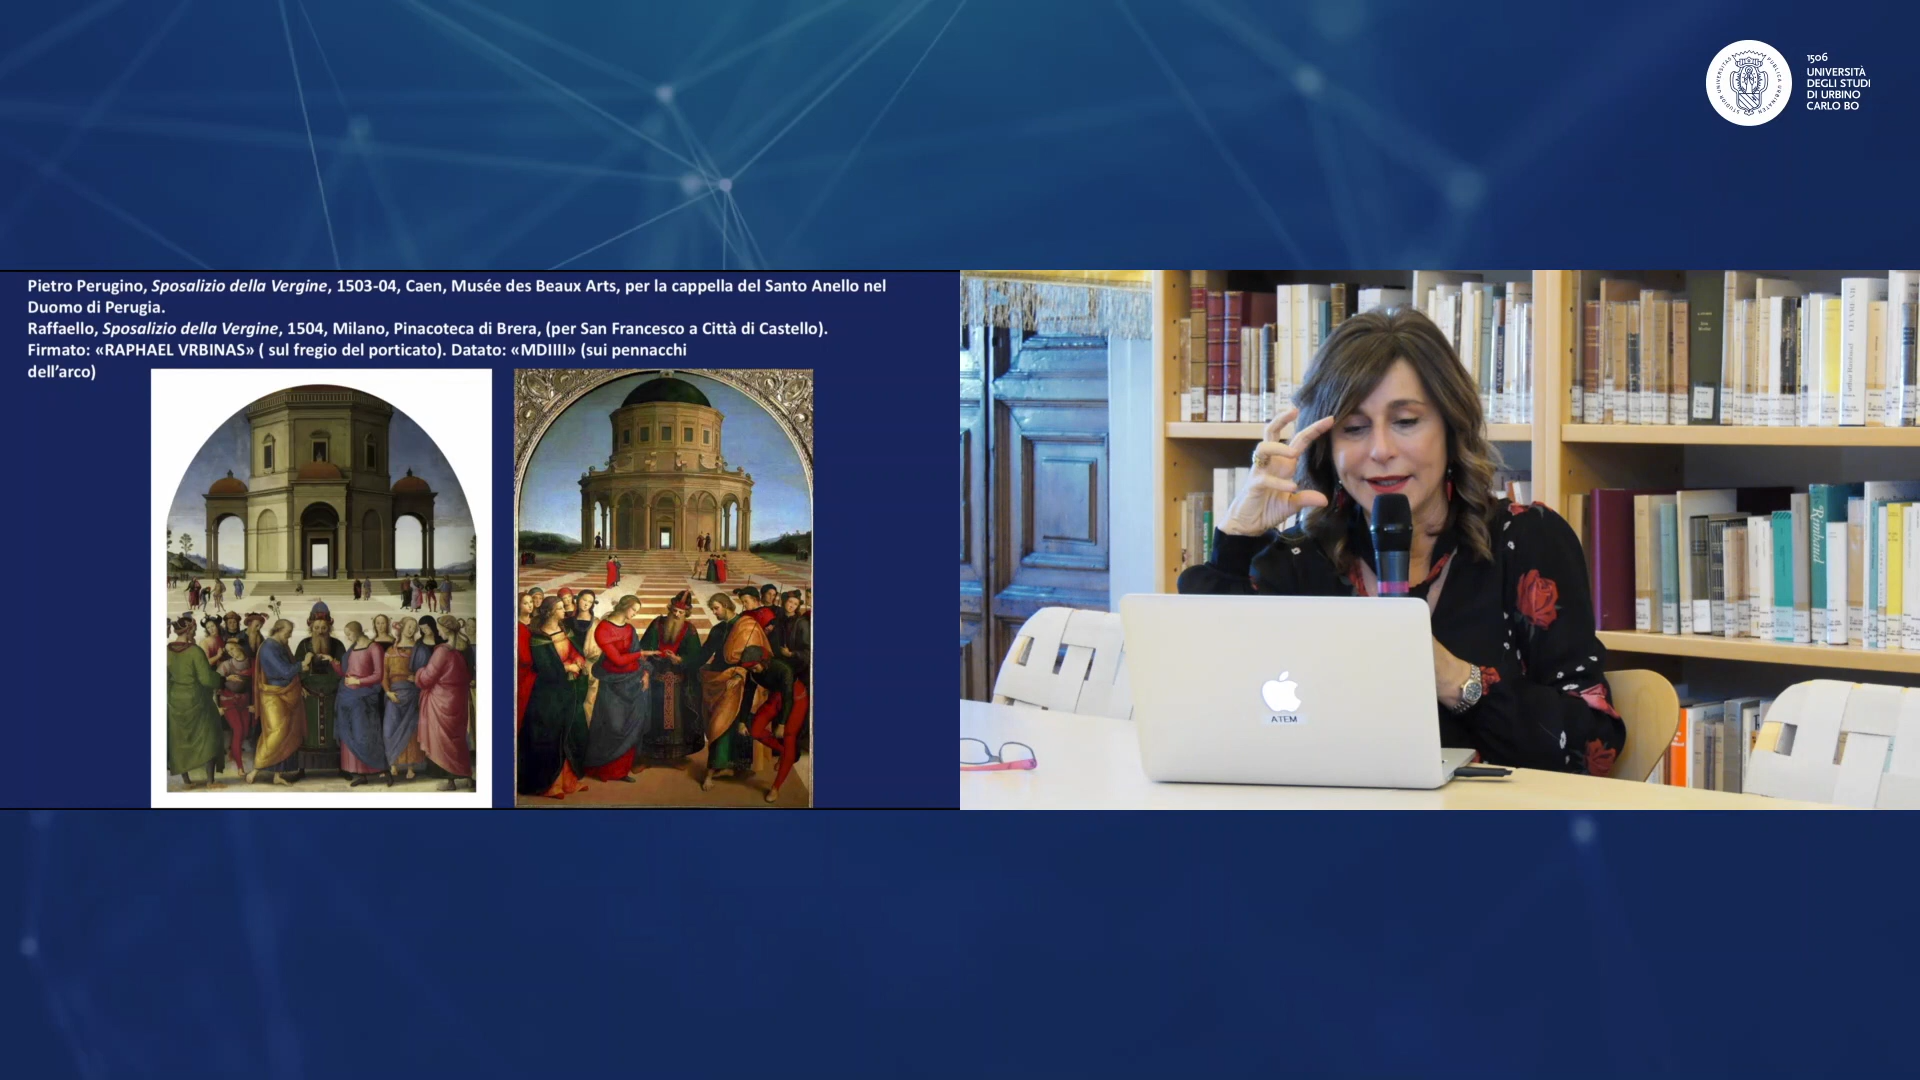 Pietro Perugino, Sposalizio della Vergine, 1503-04, Caen, Musée des Beaux Arts, per la cappella del Santo Anello nel
Duomo di Perugia.
Raffaello, Sposalizio della Vergine, 1504, Milano, Pinacoteca di Brera, (per San Francesco a Città di Castello).
Firmato: «RAPHAEL VRBINAS» ( sul fregio del porticato). Datato: «MDIIII» (sui pennacchi
dell’arco)
1506
UNIVERSITÀ
DEGLI STUDI
DI URBINO
CARLO BO
Rimbaud
ATEM